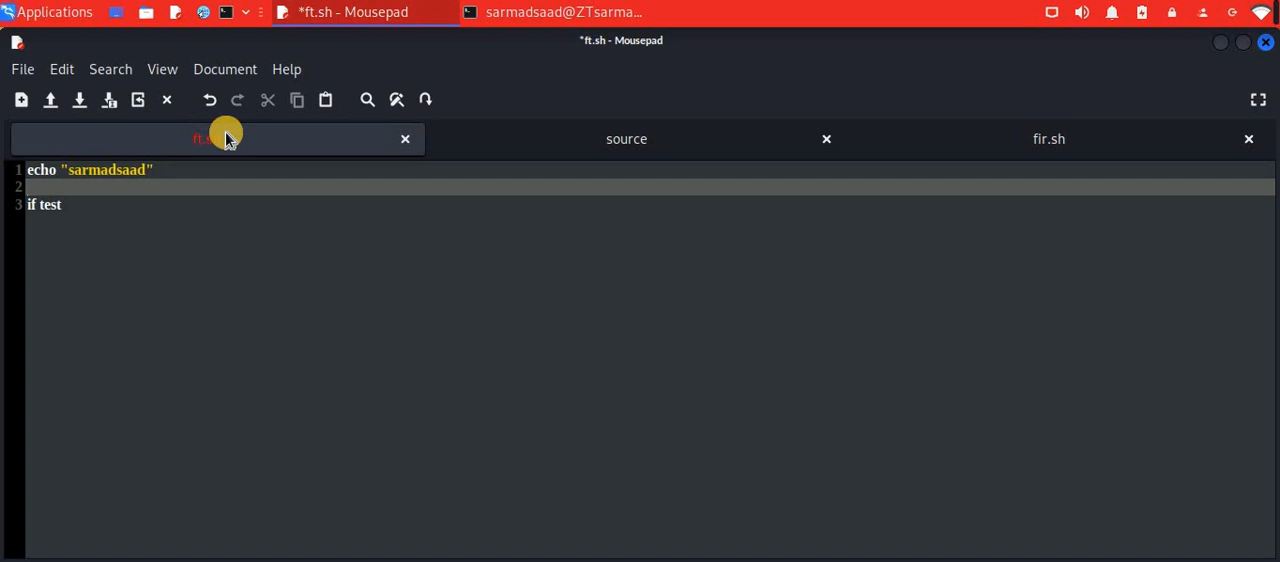 Applications
*ft.sh - Mousepad
sarmadsaad@ZTsarma...
*ft.sh - Mousepad
File Edit Search View Document Help
source
fir.sh
1 echo "sarmadsaad"
2
3 if test